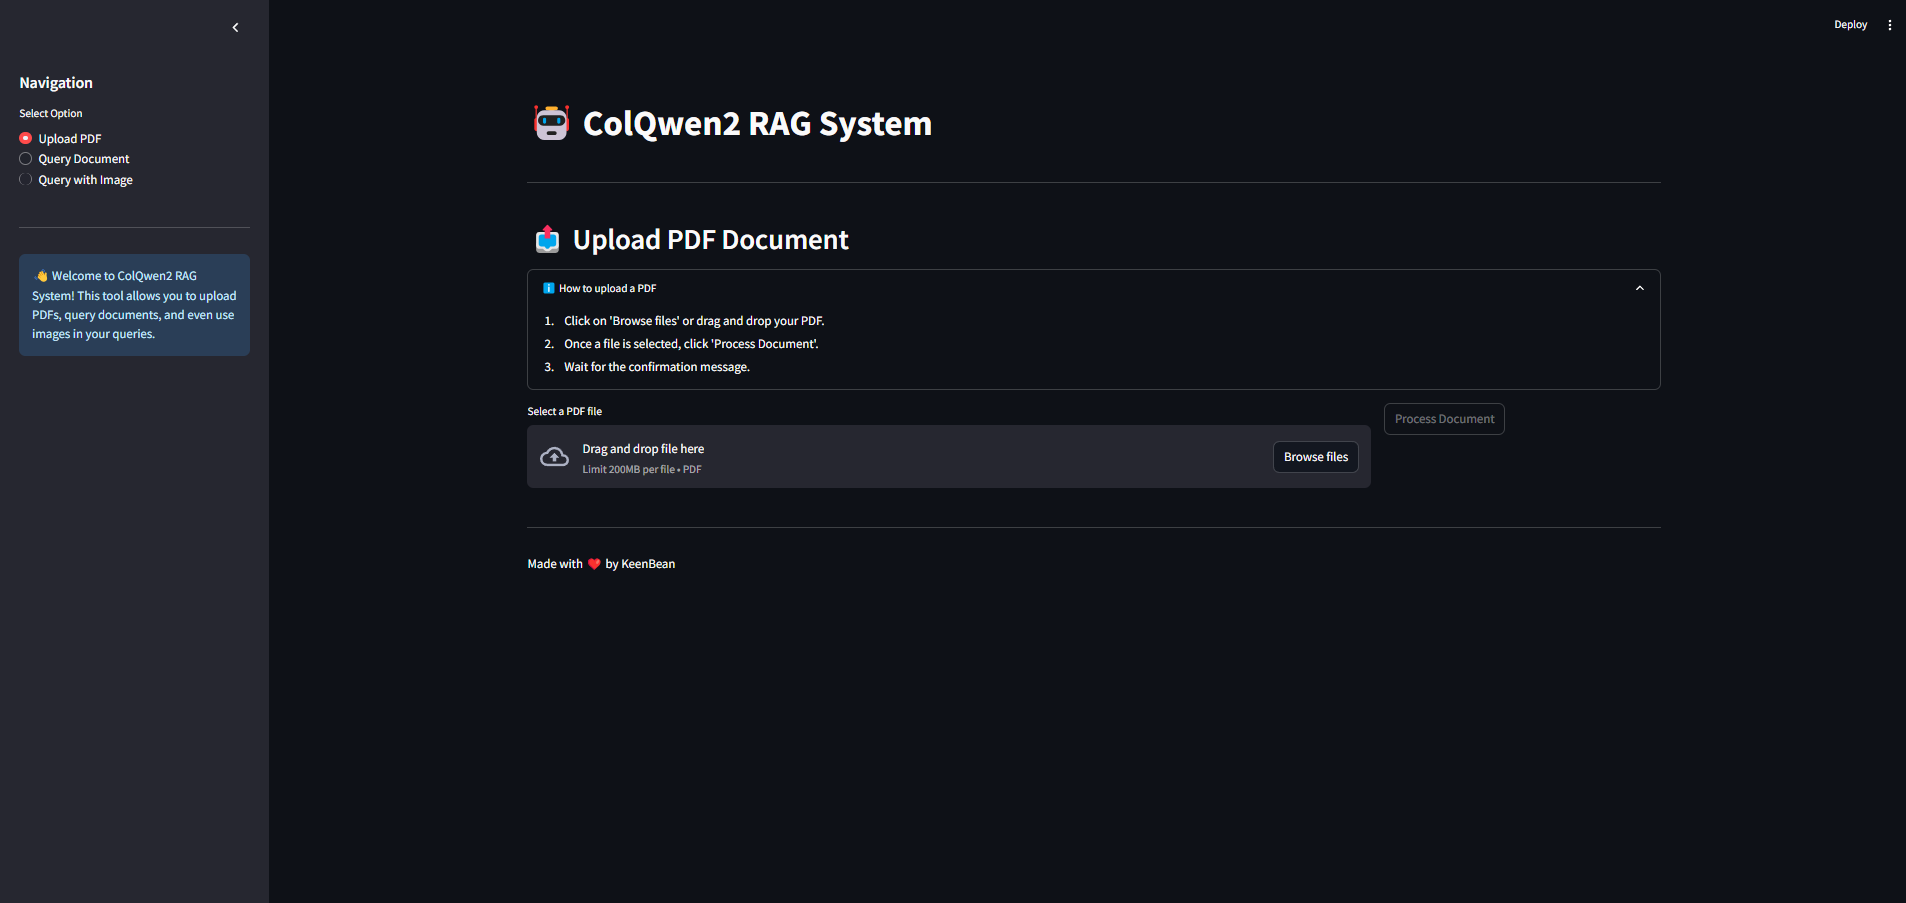 Deploy
Navigation
Select Option
Upload PDF
Query Document
Query with Image
👋 Welcome to ColQwen2 RAG
System! This tool allows you to upload
PDFs, query documents, and even use
images in your queries.
🤖 ColQwen2 RAG System
📤 Upload PDF Document
ℹ️ How to upload a PDF
1. Click on 'Browse files' or drag and drop your PDF.
2. Once a file is selected, click 'Process Document'.
3. Wait for the confirmation message.
Select a PDF file
Drag and drop file here
Limit 200MB per file • PDF
Browse files
Process Document
Made with ❤️ by KeenBean